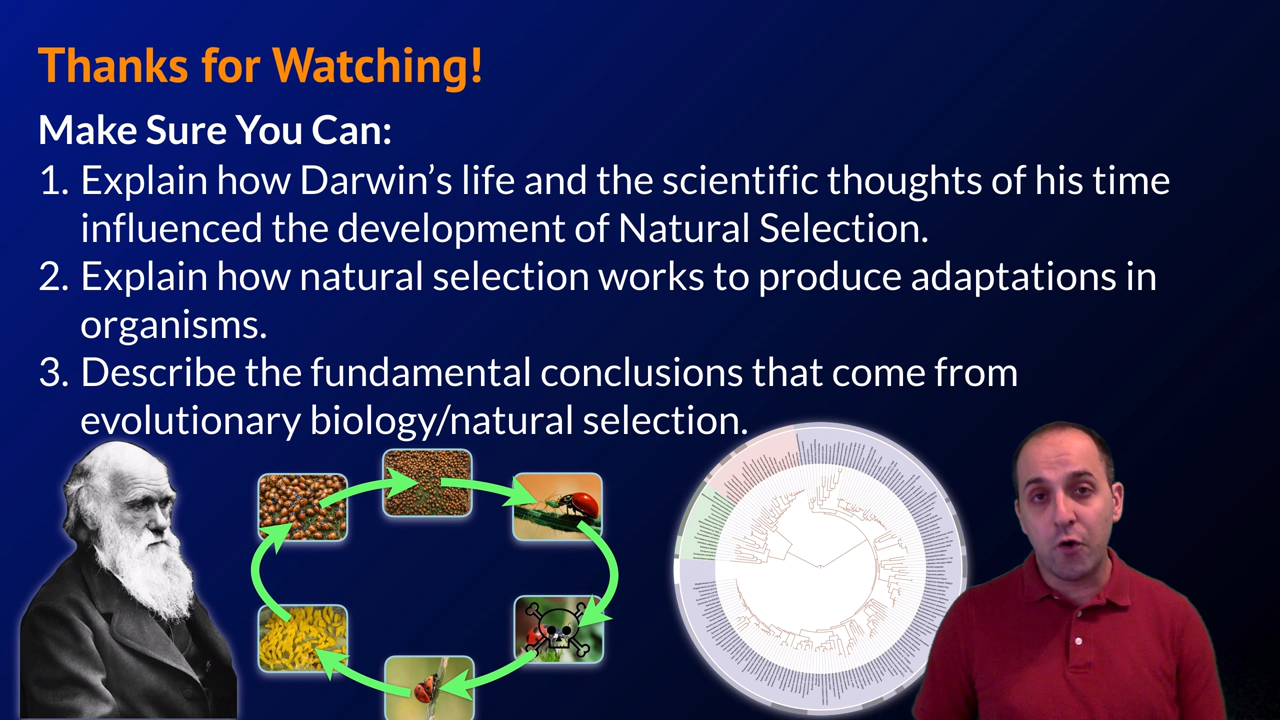 Thanks for Watching!
Make Sure You Can:
1. Explain how Darwin’s life and the scientific thoughts of his time
influenced the development of Natural Selection.
2. Explain how natural selection works to produce adaptations in
organisms.
3. Describe the fundamental conclusions that come from
evolutionary biology/natural selection.